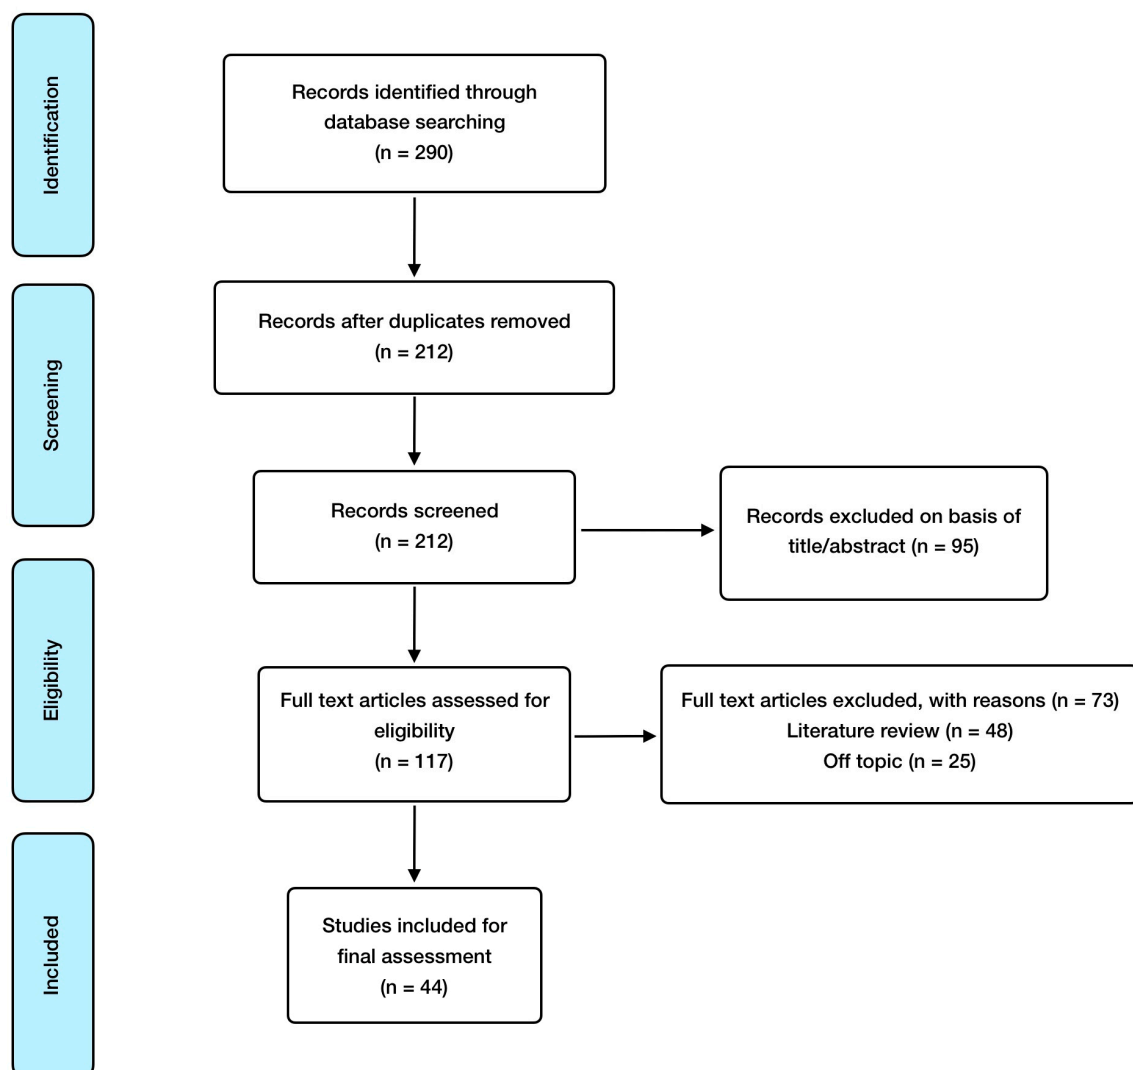 Identification
Records identified through
database searching
(n = 290)
Screening
Records after duplicates removed
(n = 212)
Records screened
(n = 212)
Records excluded on basis of
title/abstract (n = 95)
Eligibility
Full text articles assessed for
eligibility
(n = 117)
Full text articles excluded, with reasons (n = 73)
Literature review (n = 48)
Off topic (n = 25)
Included
Studies included for
final assessment
(n = 44)